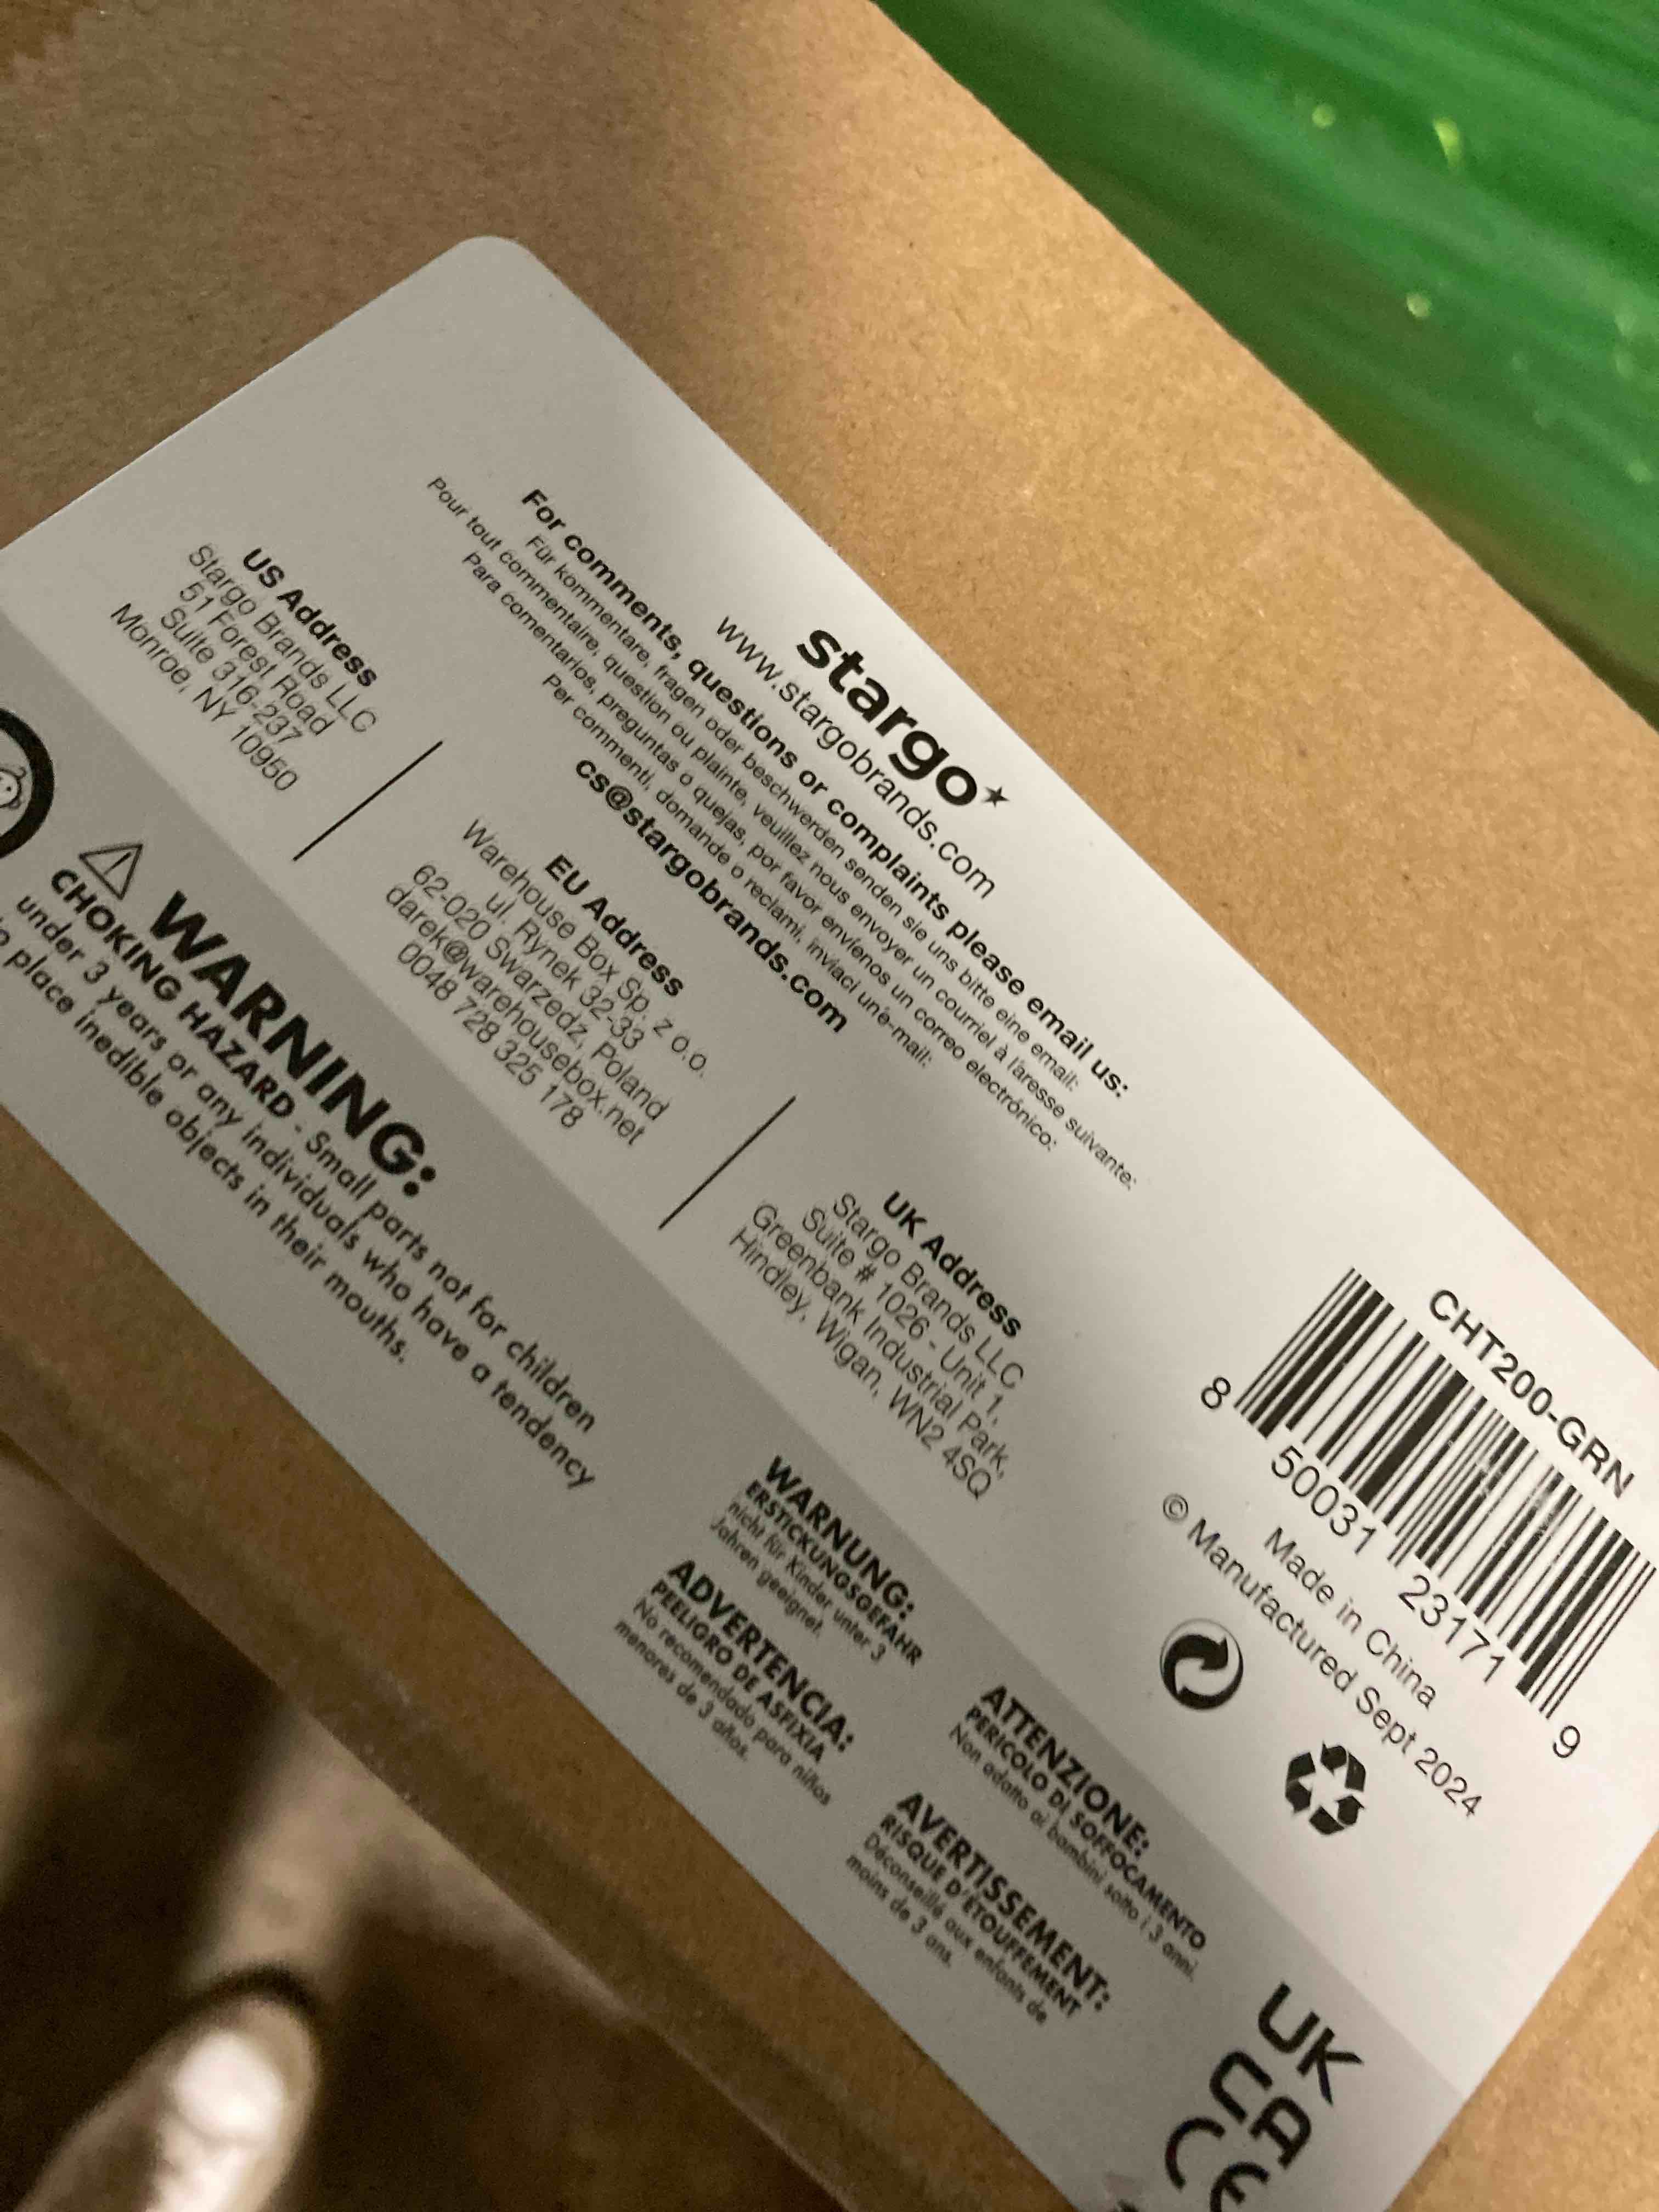 stargo
www.stargobrands.com
For comments, questions or complaints please email us:
Für kommentare, fragen oder beschwerden senden sie uns bitte eine email:
Pour tout commentaire, question ou plainte, veuillez nous envoyer un courriel à l'aresse suivante:
Para comentarios, preguntas o quejas, por favor envíenos un correo electrónico:
Per commenti, domande o reclami, inviaci un'e-mail:
cs@stargobrands.com
US Address
Stargo Brands LLC
51 Forest Road
Suite 316-237
Monroe, NY 10950
EU Address
Warehouse Box Sp. z o.o.
ul. Rynek 32-33
62-020 Swarzedz, Poland
darek@warehousebox.net
0048 728 325 178
UK Address
Stargo Brands LLC
Suite # 1026 - Unit 1,
Greenbank Industrial Park,
Hindley, Wigan, WN2 4SQ
CHT200-GRN
8 50031 23171 9
Made in China
© Manufactured Sept 2024
WARNING:
CHOKING HAZARD - Small parts not for children
under 3 years or any individuals who have a tendency
to place inedible objects in their mouths.
WARNUNG:
ERSTICKUNGSGEFAHR
nicht für Kinder unter 3
Jahren geeignet.
ADVERTENCIA:
PEELIGRO DE ASFIXIA
No recomendado para niños
menores de 3 años.
ATTENZIONE:
PERICOLO DI SOFFOCAMENTO
Non adatto ai bambini sotto i 3 anni.
AVERTISSEMENT:
RISQUE D'ÉTOUFFEMENT
Déconseillé aux enfants de
moins de 3 ans.
UK
CA
CE